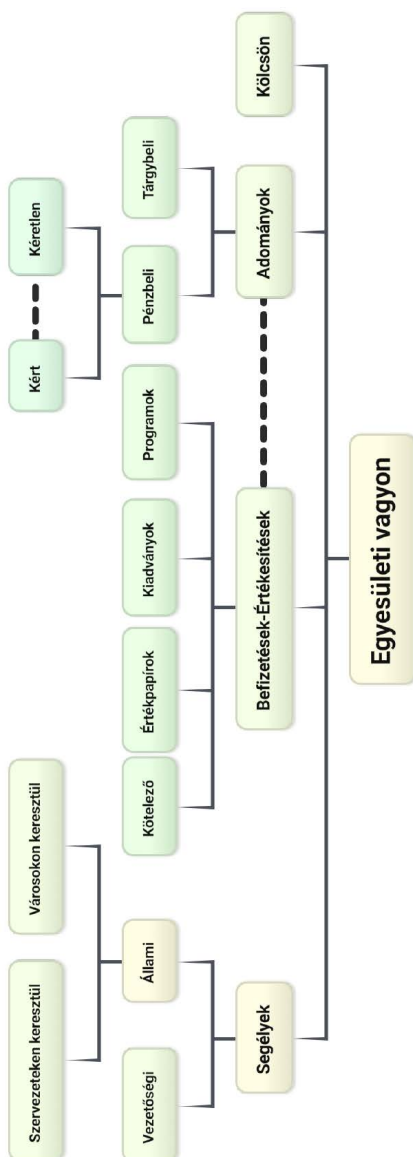 Szervezeteken keresztül
Városokon keresztül
Kért
Kéretlen
Vezetőségi
Állami
Kötelező
Értékpapírok
Kiadványok
Programok
Pénzbeli
Tárgybeli
Segélyek
Befizetések-Értékesítések
Adományok
Kölcsön
Egyesületi vagyon